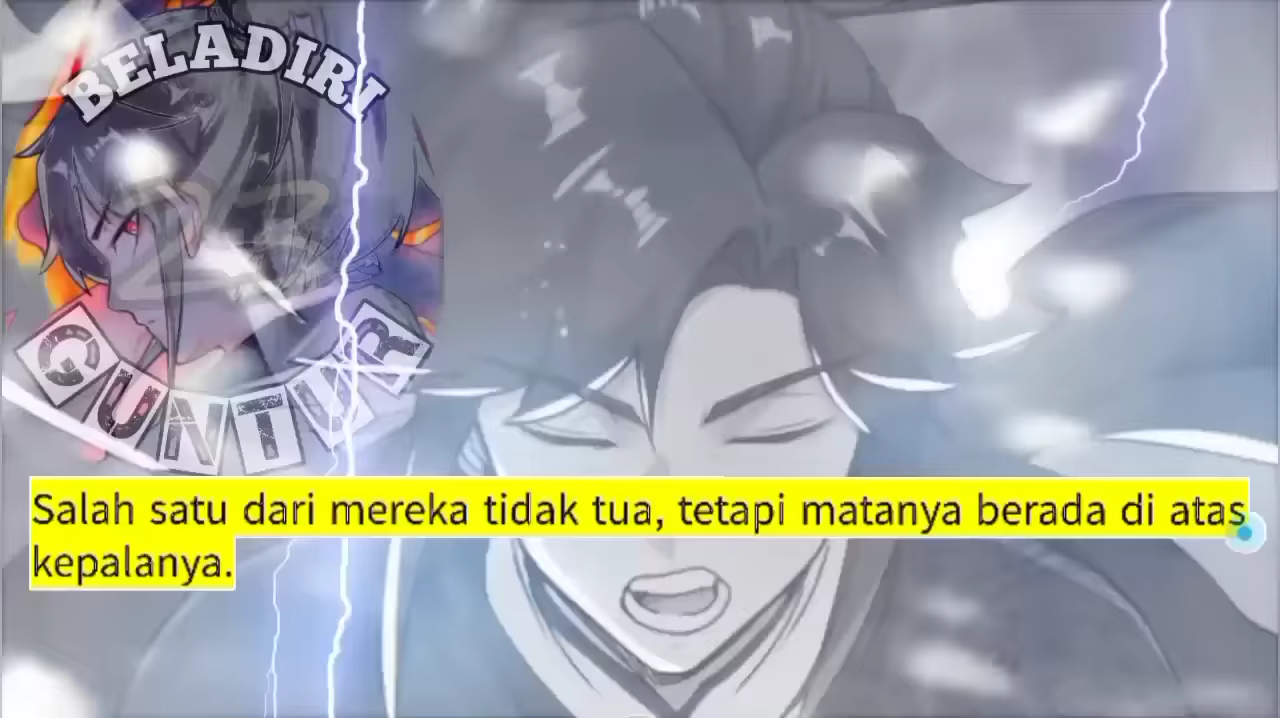 BELADIRI
GUNTUR
Salah satu dari mereka tidak tua, tetapi matanya berada di atas
kepalanya.